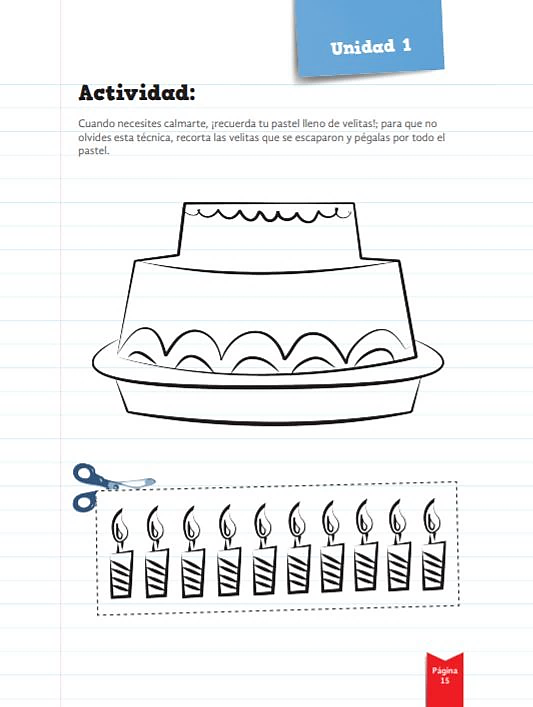 Unidad 1
Actividad:
Cuando necesites calmarte, ¡recuerda tu pastel lleno de velitas!; para que no
olvides esta técnica, recorta las velitas que se escaparon y pégalas por todo el
pastel.
Página
15